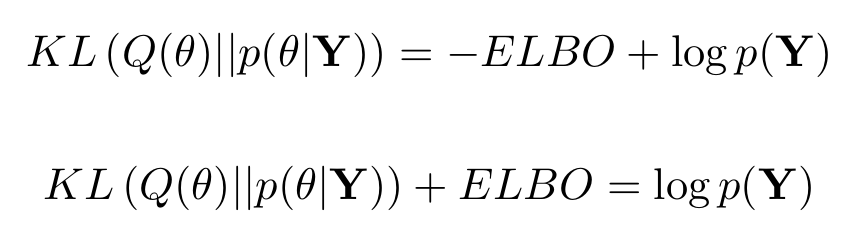 KL (Q(θ)||p(θ|Y)) = −ELBO + log p(Y)
KL (Q(θ)||p(θ|Y)) + ELBO = log p(Y)